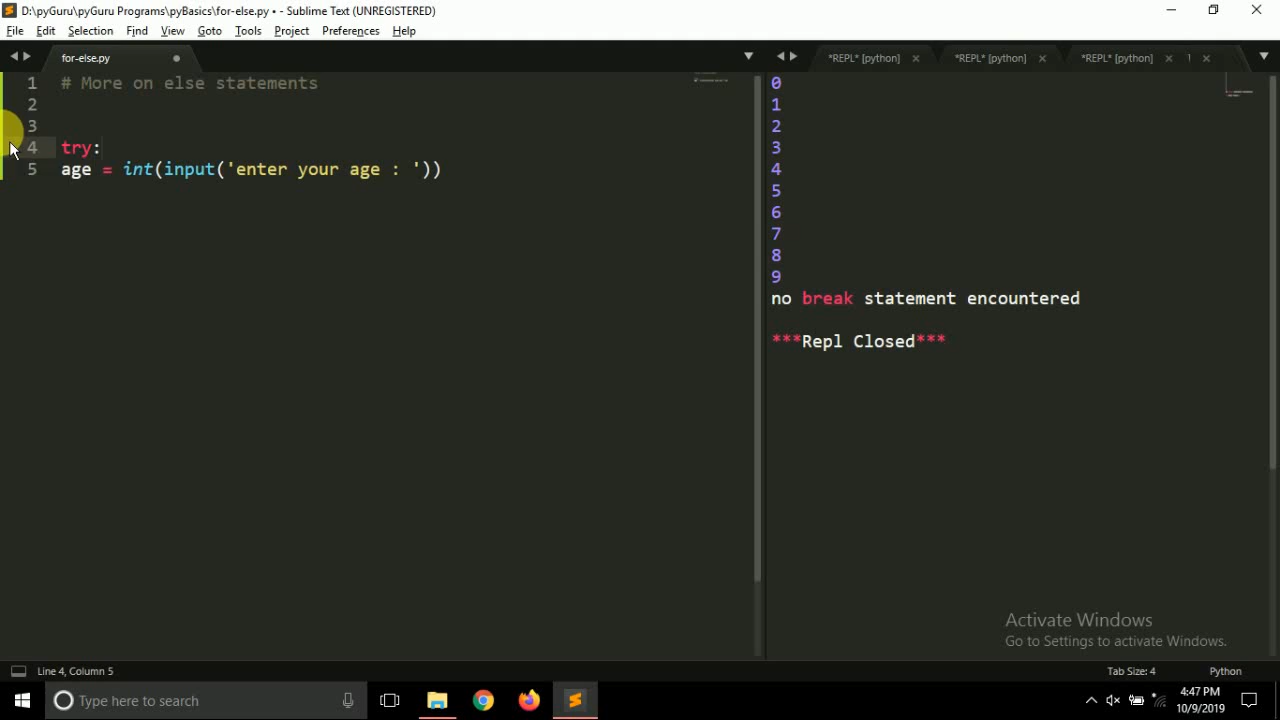 D:\pyGuru\pyGuru Programs\pyBasics\for-else.py • - Sublime Text (UNREGISTERED)
File Edit Selection Find View Goto Tools Project Preferences Help
for-else.py
*REPL* [python] *REPL* [python] *REPL* [python]
1 # More on else statements
2
3
4 try:
5 age = int(input('enter your age : '))
0
1
2
3
4
5
6
7
8
9
no break statement encountered
***Repl Closed***
Activate Windows
Go to Settings to activate Windows.
Line 4, Column 5
Tab Size: 4 Python
Type here to search
4:47 PM
10/9/2019